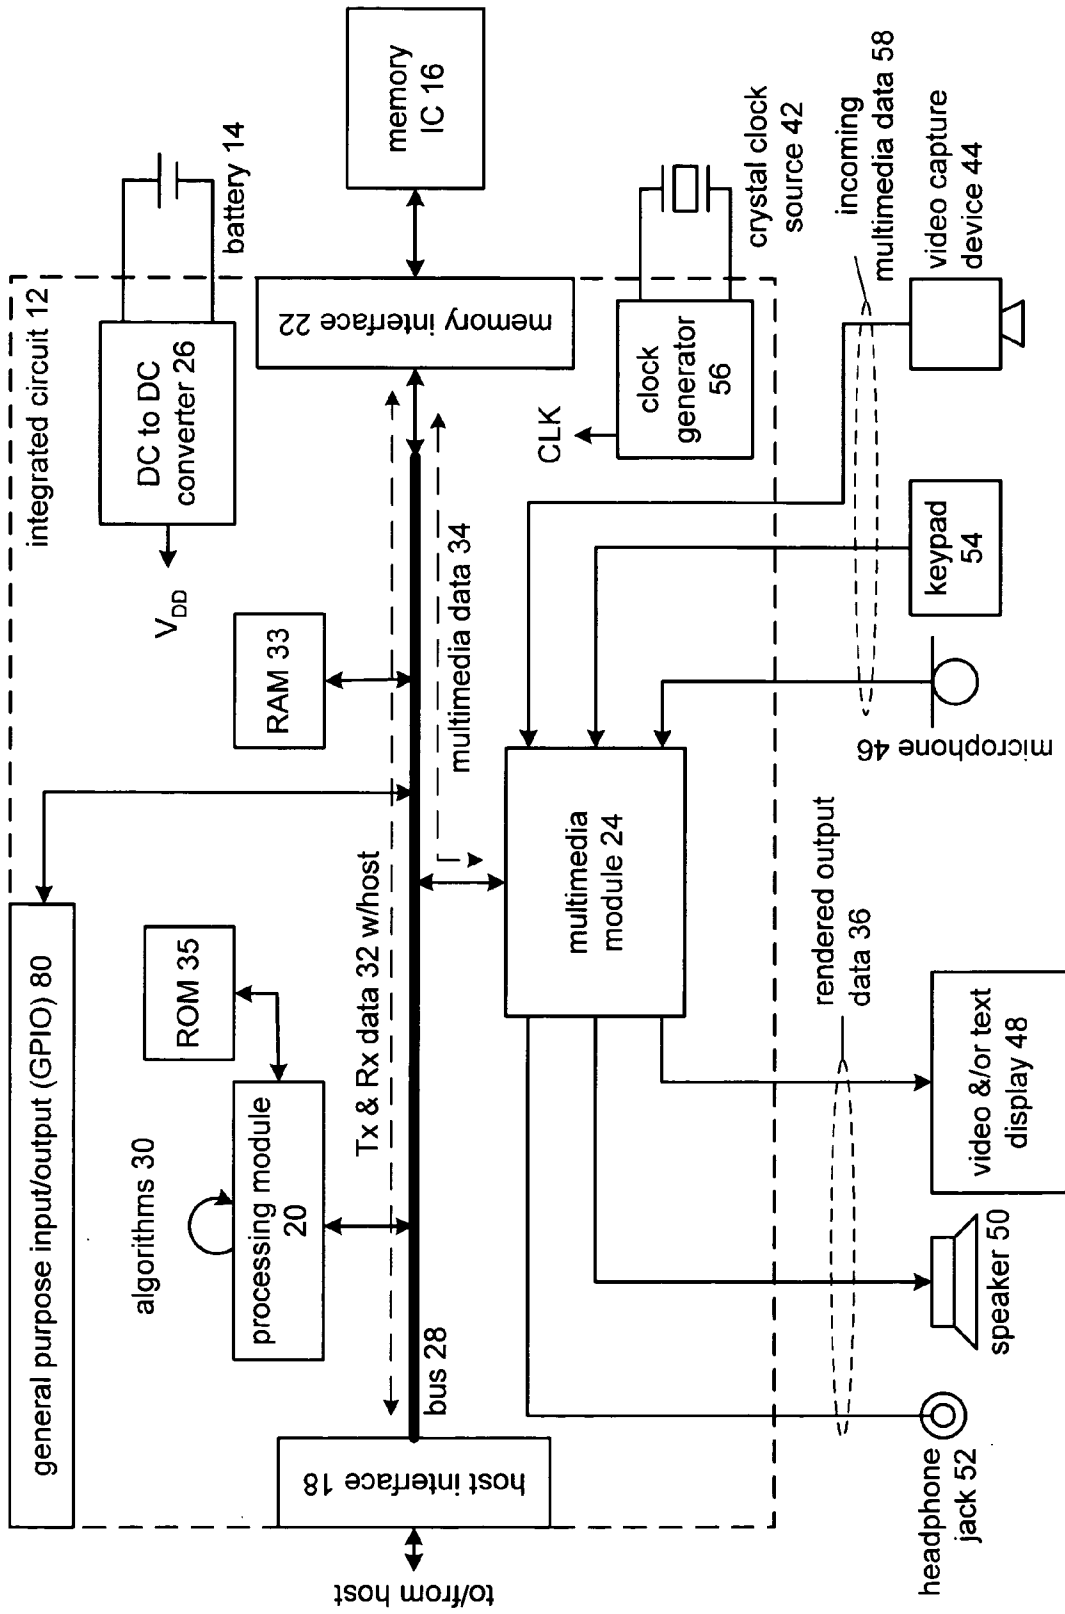 general purpose input/output (GPIO) 80
integrated circuit 12
algorithms 30
ROM 35
RAM 33
V_DD
DC to DC
converter 26
battery 14
processing module
20
Tx & Rx data 32 w/host
multimedia data 34
to/from host
host interface 18
bus 28
memory interface 22
memory
IC 16
multimedia
module 24
CLK
clock
generator
56
crystal clock
source 42
rendered output
data 36
incoming
multimedia data 58
headphone
jack 52
speaker 50
video &/or text
display 48
microphone 46
keypad
54
video capture
device 44